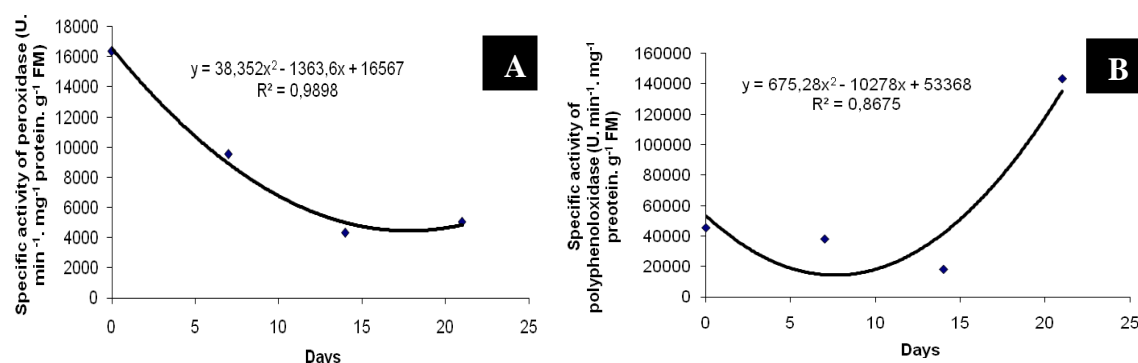 Specific activity of peroxidase (U.
min⁻¹. mg⁻¹ protein. g⁻¹ FM)
18000
16000
14000
12000
10000
8000
6000
4000
2000
0
y = 38,352x² - 1363,6x + 16567
R² = 0,9898
A
0 5 10 15 20 25
Days
Specific activity of
polyphenoloxidase (U. min⁻¹. mg⁻¹
preotein. g⁻¹ FM)
160000
140000
120000
100000
80000
60000
40000
20000
0
y = 675,28x² - 10278x + 53368
R² = 0,8675
B
0 5 10 15 20 25
Days